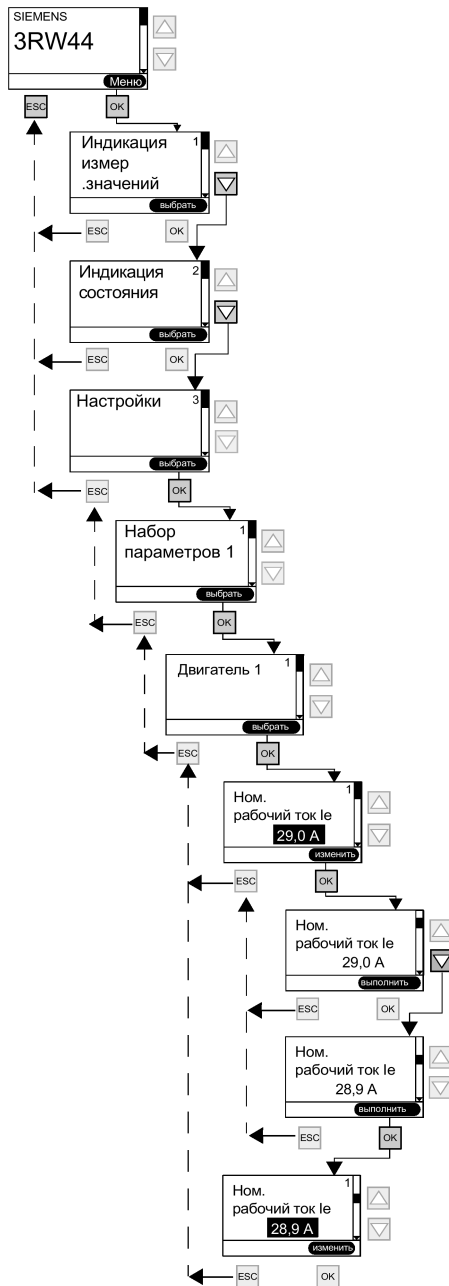 SIEMENS
3RW44
Меню
ESC
OK
Индикация
измер
.значений
1
выбрать
ESC
OK
Индикация
состояния
2
выбрать
ESC
OK
Настройки
3
выбрать
ESC
OK
Набор
параметров 1
1
выбрать
ESC
OK
Двигатель 1
1
выбрать
ESC
OK
Ном.
рабочий ток Ie
29,0 A
1
изменить
ESC
OK
Ном.
рабочий ток Ie
29,0 A
выполнить
ESC
OK
Ном.
рабочий ток Ie
28,9 A
выполнить
ESC
OK
Ном.
рабочий ток Ie
28,9 A
1
изменить
ESC
OK